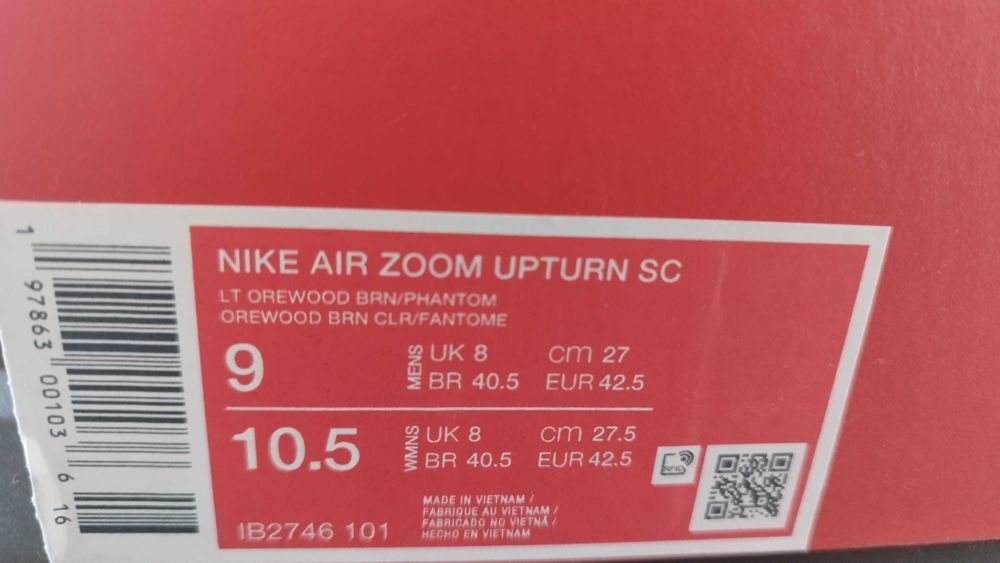 NIKE AIR ZOOM UPTURN SC
LT OREWOOD BRN/PHANTOM
OREWOOD BRN CLR/FANTOME
9 MENS UK 8 cm 27
BR 40.5 EUR 42.5
10.5 WMNS UK 8 cm 27.5
BR 40.5 EUR 42.5
RFID
MADE IN VIETNAM /
FABRIQUE AU VIETNAM /
FABRICADO NO VIETNÃ /
HECHO EN VIETNAM
IB2746 101
1 97863 00103 6 16